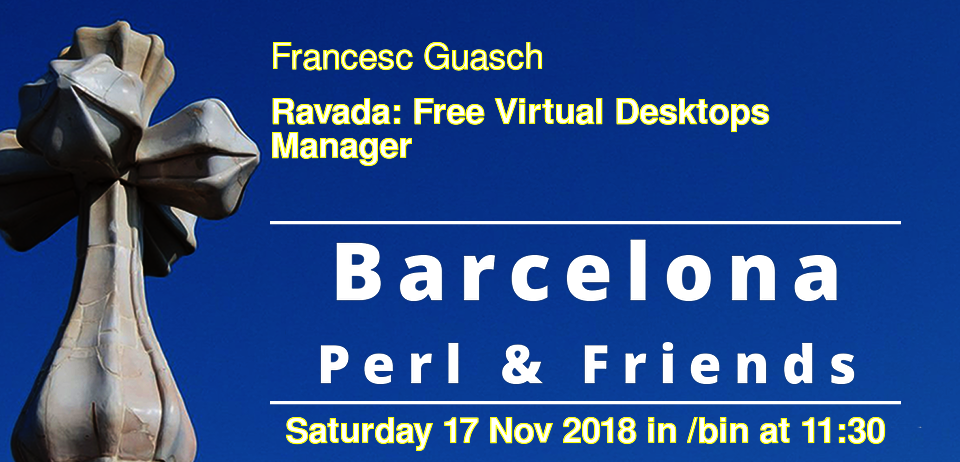 Francesc Guasch
Ravada: Free Virtual Desktops
Manager
Barcelona
Perl & Friends
Saturday 17 Nov 2018 in /bin at 11:30